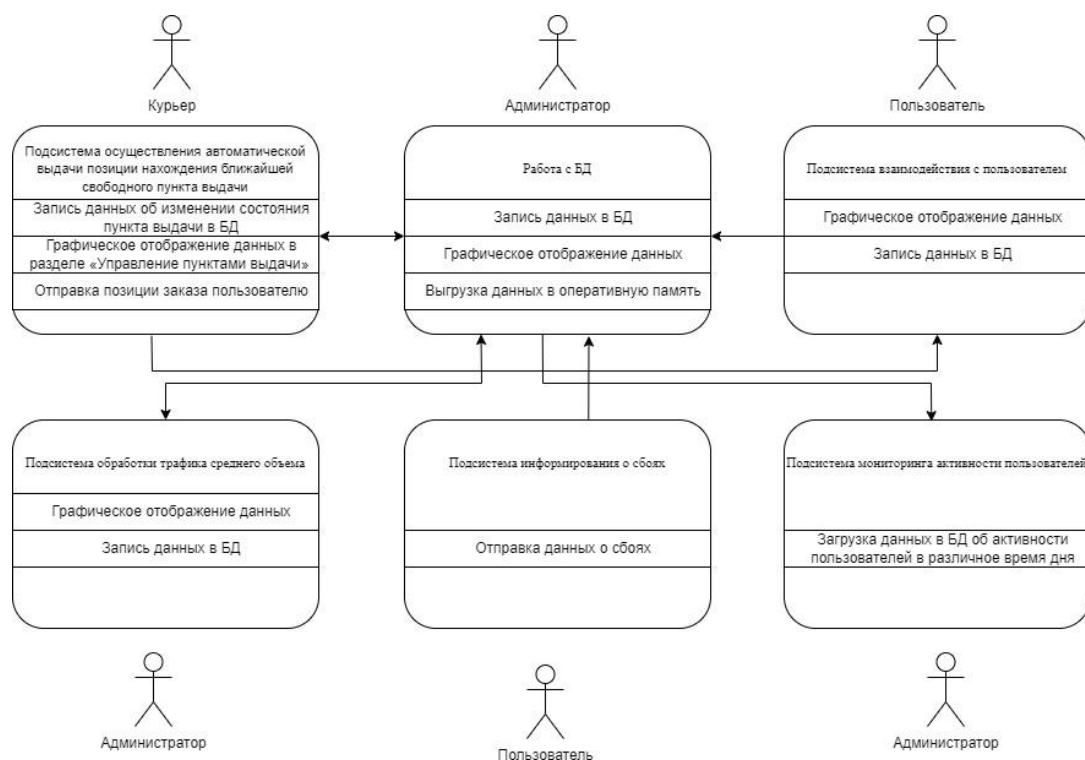 Курьер
Администратор
Пользователь
Подсистема осуществления автоматической
выдачи позиции нахождения ближайшей
свободного пункта выдачи
Запись данных об изменении состояния
пункта выдачи в БД
Графическое отображение данных в
разделе «Управление пунктами выдачи»
Отправка позиции заказа пользователю
Работа с БД
Запись данных в БД
Графическое отображение данных
Выгрузка данных в оперативную память
Подсистема взаимодействия с пользователем
Графическое отображение данных
Запись данных в БД
Подсистема обработки трафика среднего объема
Графическое отображение данных
Запись данных в БД
Подсистема информирования о сбоях
Отправка данных о сбоях
Подсистема мониторинга активности пользователей
Загрузка данных в БД об активности
пользователей в различное время дня
Администратор
Пользователь
Администратор